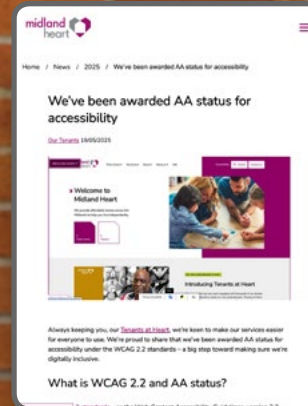 midland
heart
Home / News / 2025 / We've been awarded AA status for accessibility
We've been awarded AA status for
accessibility
Our Tenants 19/05/2025
Welcome to
Midland Heart
Introducing Tenants at Heart
Always keeping you, our Tenants at Heart, we're keen to make our services easier
for everyone to use. We're proud to share that we've been awarded AA status for
accessibility under the WCAG 2.2 standards – a big step toward making sure we're
digitally inclusive.
What is WCAG 2.2 and AA status?